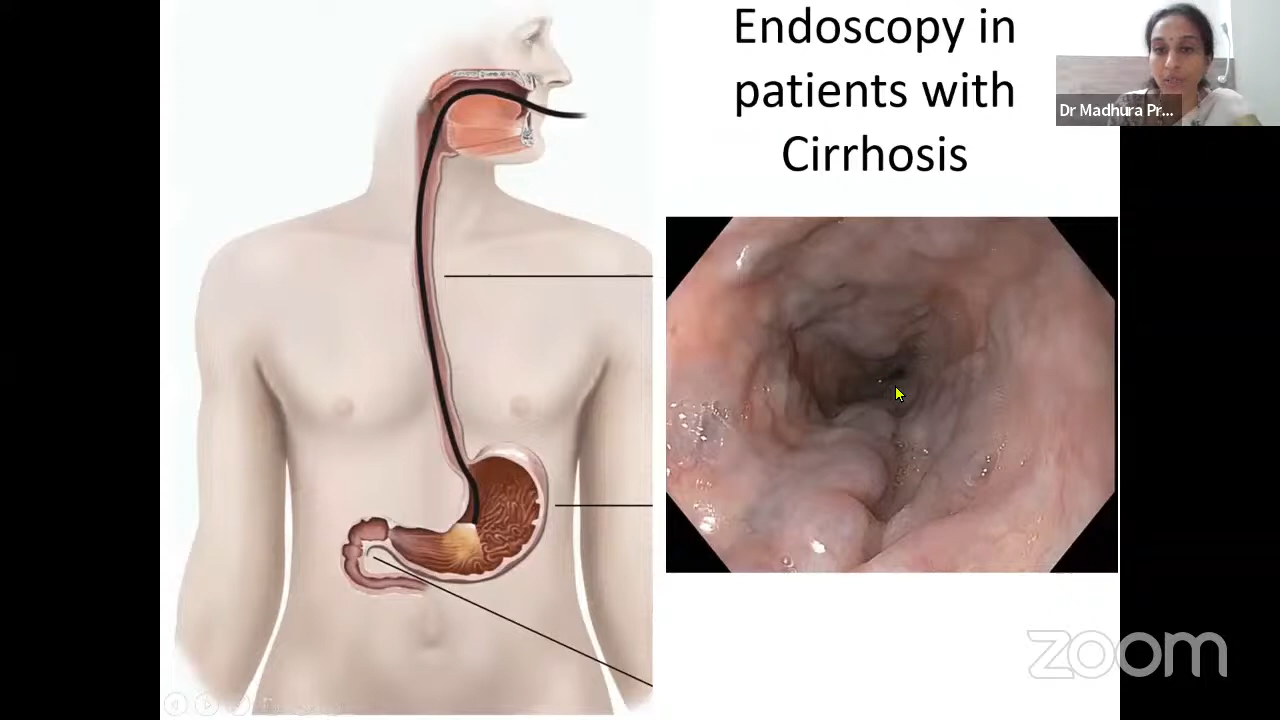 Endoscopy in
patients with
Cirrhosis
Dr Madhura Pr...
zoom